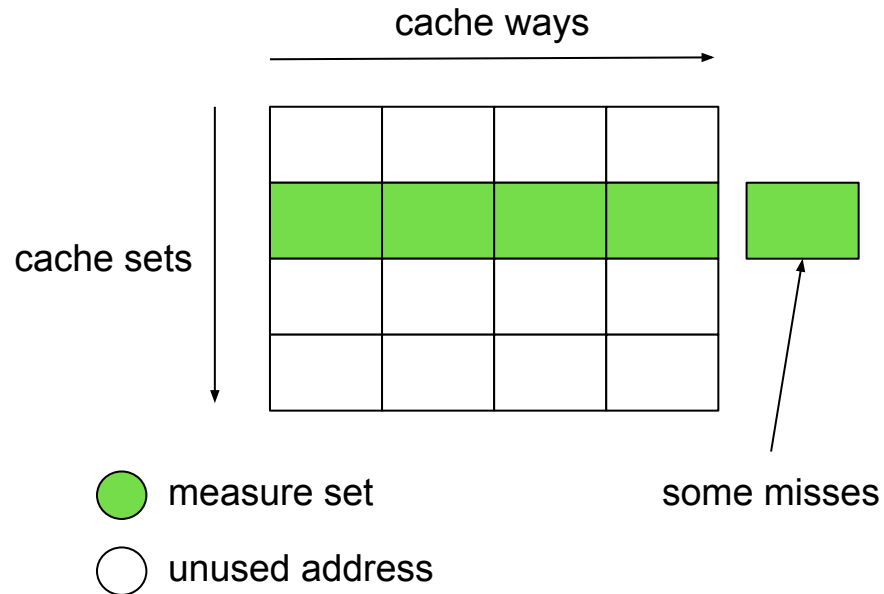 cache ways
cache sets
measure set
some misses
unused address